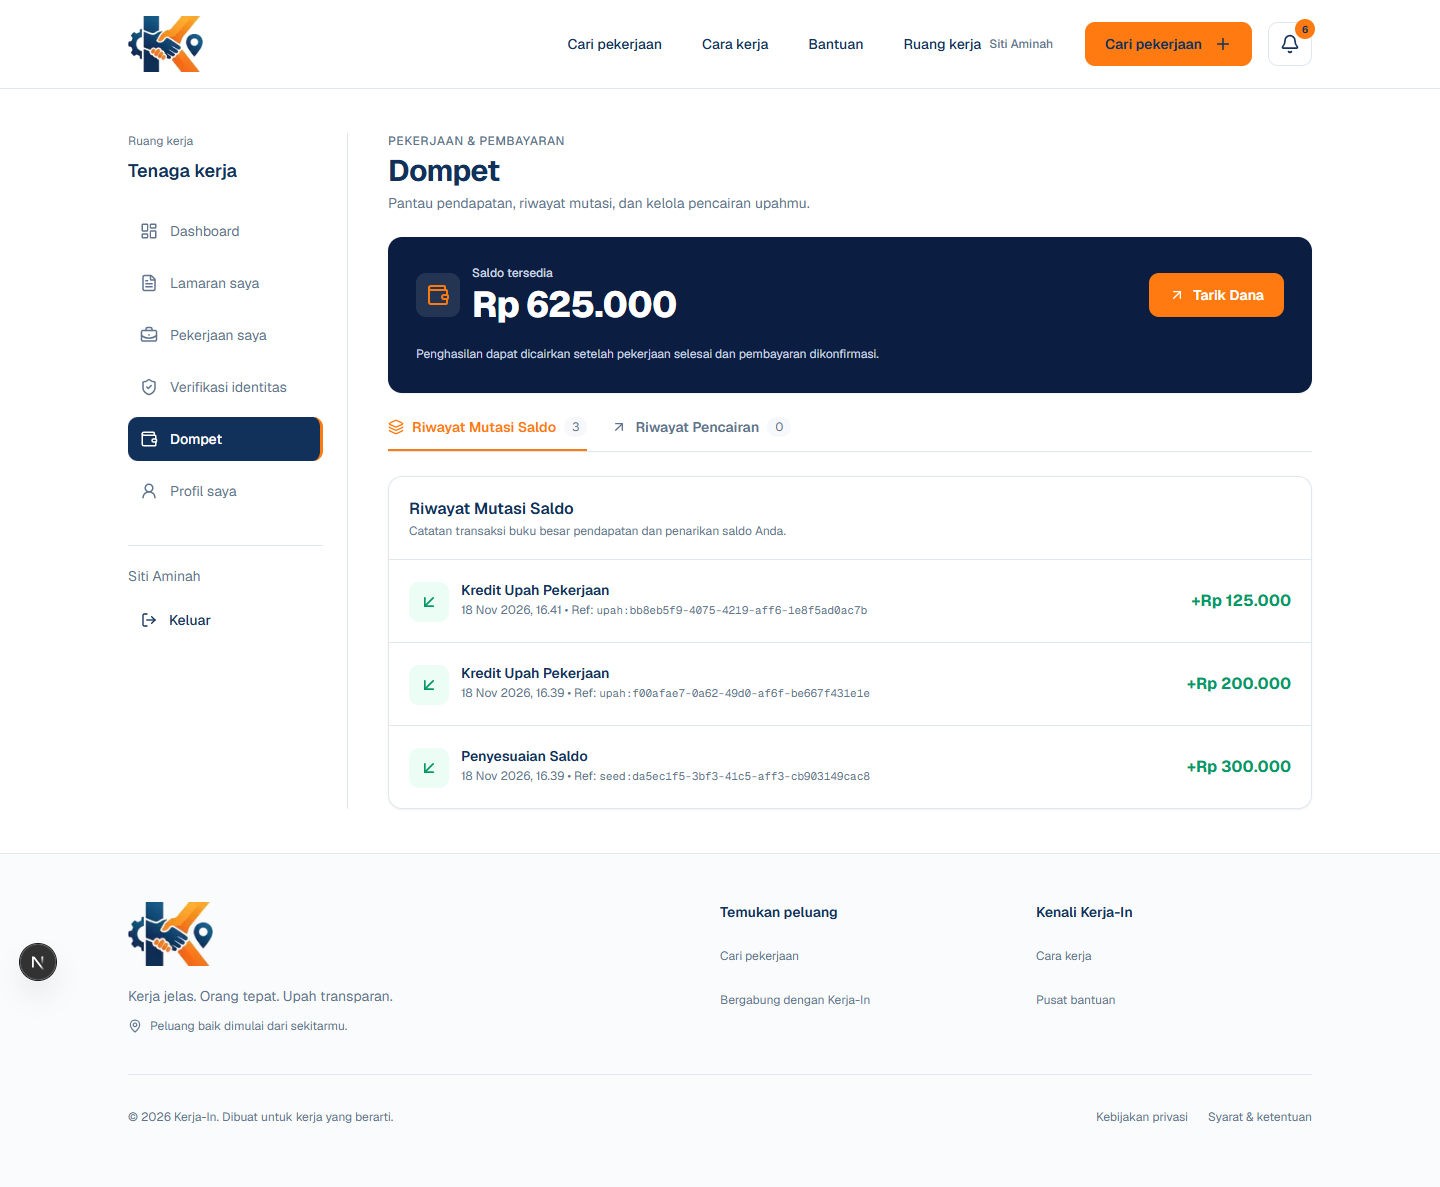 Cari pekerjaan
Cara kerja
Bantuan
Ruang kerja Siti Aminah
Cari pekerjaan
6
Ruang kerja
Tenaga kerja
Dashboard
Lamaran saya
Pekerjaan saya
Verifikasi identitas
Dompet
Profil saya
Siti Aminah
Keluar
PEKERJAAN & PEMBAYARAN
Dompet
Pantau pendapatan, riwayat mutasi, dan kelola pencairan upahmu.
Saldo tersedia
Rp 625.000
Tarik Dana
Penghasilan dapat dicairkan setelah pekerjaan selesai dan pembayaran dikonfirmasi.
Riwayat Mutasi Saldo 3
Riwayat Pencairan 0
Riwayat Mutasi Saldo
Catatan transaksi buku besar pendapatan dan penarikan saldo Anda.
Kredit Upah Pekerjaan
18 Nov 2026, 16.41 • Ref: upah:bb8eb5f9-4075-4219-aff6-1e8f5ad0ac7b
+Rp 125.000
Kredit Upah Pekerjaan
18 Nov 2026, 16.39 • Ref: upah:f00afae7-0a62-49d0-af6f-be667f431e1e
+Rp 200.000
Penyesuaian Saldo
18 Nov 2026, 16.39 • Ref: seed:da5ec1f5-3bf3-41c5-aff3-cb903149cac8
+Rp 300.000
Kerja jelas. Orang tepat. Upah transparan.
Peluang baik dimulai dari sekitarmu.
Temukan peluang
Cari pekerjaan
Bergabung dengan Kerja-In
Kenali Kerja-In
Cara kerja
Pusat bantuan
© 2026 Kerja-In. Dibuat untuk kerja yang berarti.
Kebijakan privasi
Syarat & ketentuan
N